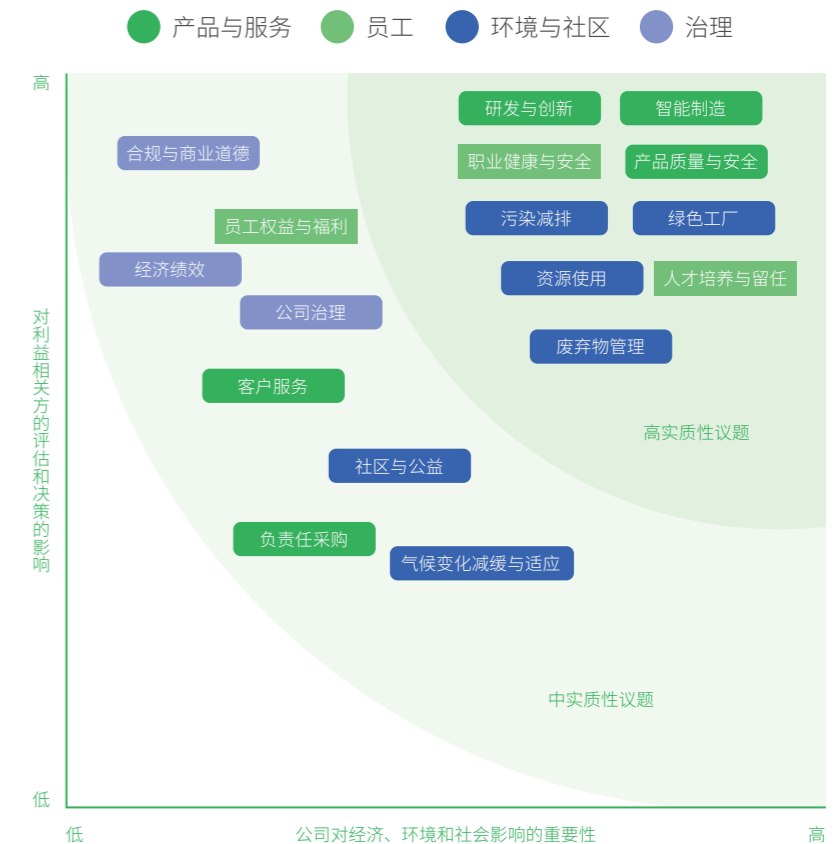 产品与服务 员工 环境与社区 治理
高
研发与创新 智能制造
合规与商业道德 职业健康与安全 产品质量与安全
员工权益与福利 污染减排 绿色工厂
经济绩效 资源使用 人才培养与留任
公司治理
废弃物管理
客户服务
高实质性议题
社区与公益
负责任采购
气候变化减缓与适应
对利益相关方的评估和决策的影响
中实质性议题
低
低 公司对经济、环境和社会影响的重要性 高